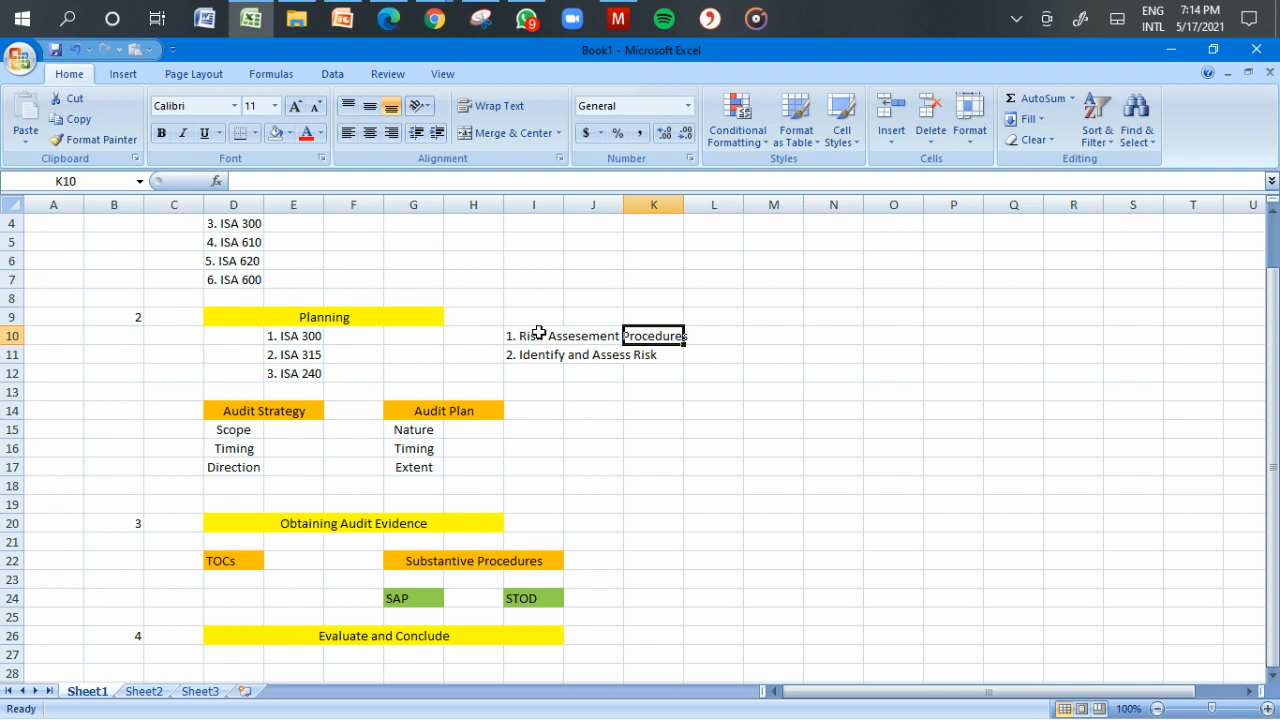 ENG
7:14 PM
INTL
5/17/2021
9
M
Book1 - Microsoft Excel
Home Insert Page Layout Formulas Data Review View
Paste
Cut
Copy
Format Painter
Clipboard
Calibri 11 A A
B I U A
Font
Wrap Text
Merge & Center
Alignment
General
$ % , .0 .00 .00 .0
Number
Conditional Formatting
Format as Table
Cell Styles
Styles
Insert
Delete
Format
Cells
Σ AutoSum
Fill
Clear
Sort & Filter
Find & Select
Editing
K10 fx
A B C D E F G H I J K L M N O P Q R S T U
4 3. ISA 300
5 4. ISA 610
6 5. ISA 620
7 6. ISA 600
8
9 2 Planning
10 1. ISA 300 1. Risk Assesement Procedures
11 2. ISA 315 2. Identify and Assess Risk
12 3. ISA 240
13
14 Audit Strategy Audit Plan
15 Scope Nature
16 Timing Timing
17 Direction Extent
18
19
20 3 Obtaining Audit Evidence
21
22 TOCs Substantive Procedures
23
24 SAP STOD
25
26 4 Evaluate and Conclude
27
28
Sheet1 Sheet2 Sheet3
Ready 100%